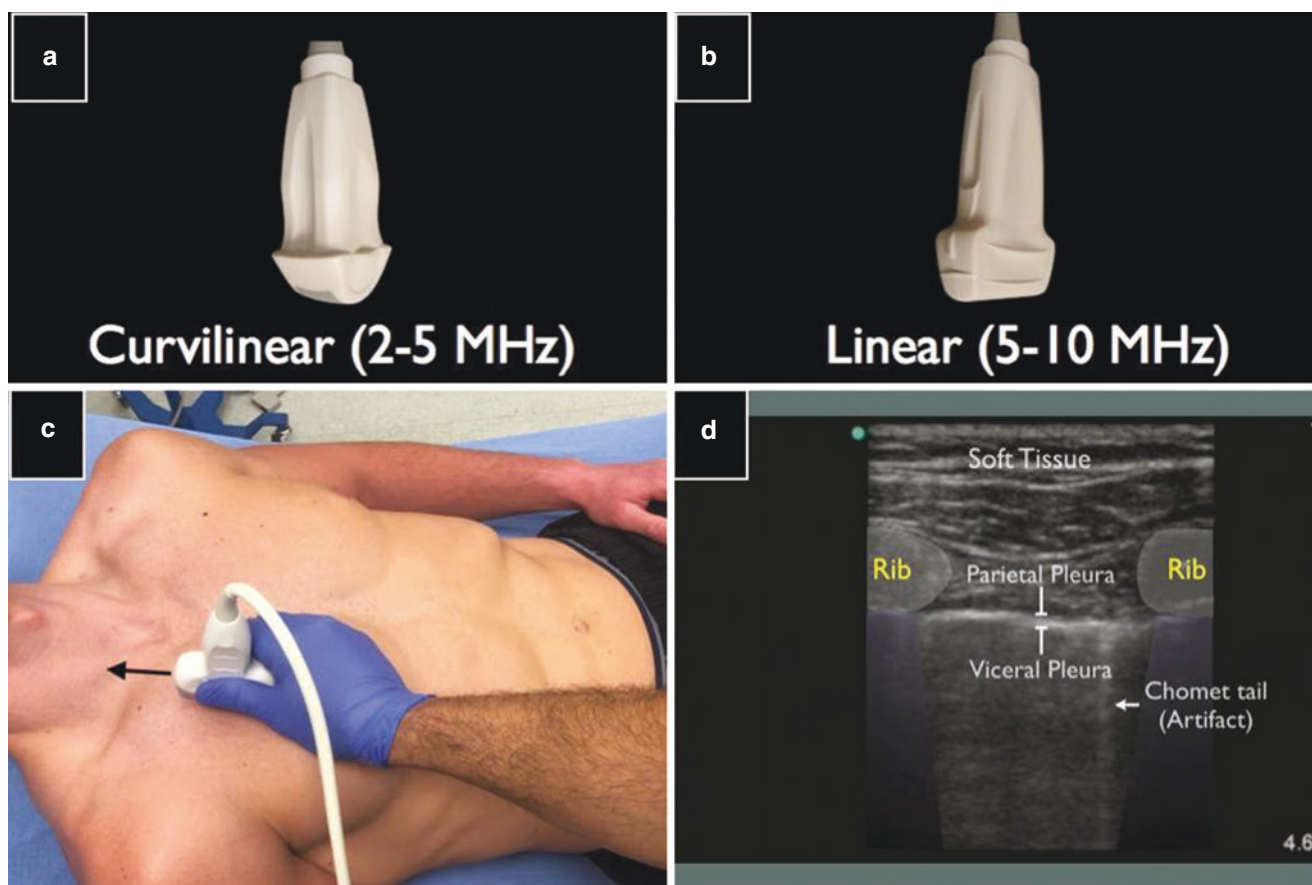 a
Curvilinear (2-5 MHz)
b
Linear (5-10 MHz)
c
d
Soft Tissue
Rib
Parietal Pleura
Rib
Viceral Pleura
Chomet tail
(Artifact)
4.6